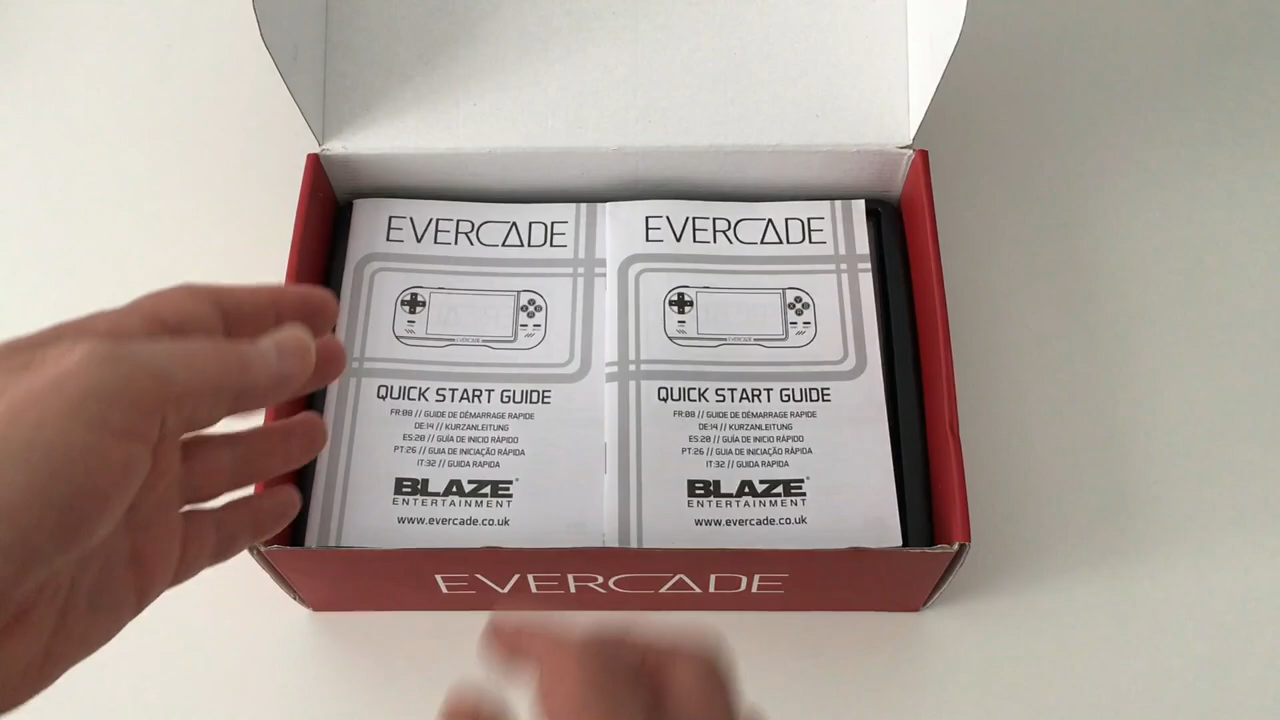 EVERCADE
EVERCADE
QUICK START GUIDE
FR:08 // GUIDE DE DÉMARRAGE RAPIDE
DE:14 // KURZANLEITUNG
ES:20 // GUÍA DE INICIO RÁPIDO
PT:26 // GUIA DE INICIAÇÃO RÁPIDA
IT:32 // GUIDA RAPIDA
BLAZE®
ENTERTAINMENT
www.evercade.co.uk
EVERCADE
EVERCADE
QUICK START GUIDE
FR:08 // GUIDE DE DÉMARRAGE RAPIDE
DE:14 // KURZANLEITUNG
ES:20 // GUÍA DE INICIO RÁPIDO
PT:26 // GUIA DE INICIAÇÃO RÁPIDA
IT:32 // GUIDA RAPIDA
BLAZE®
ENTERTAINMENT
www.evercade.co.uk
EVERCADE